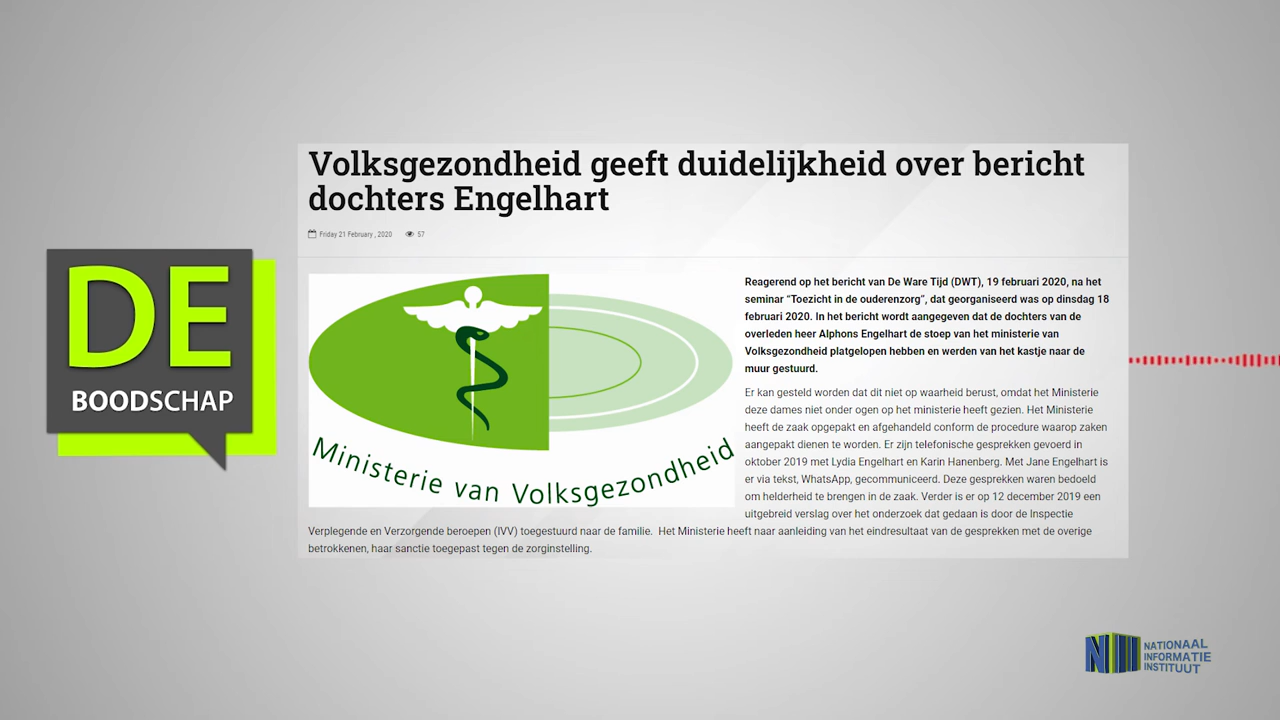 Volksgezondheid geeft duidelijkheid over bericht
dochters Engelhart
Friday 21 February , 2020 57
DE
BOODSCHAP
Ministerie van Volksgezondheid
Reagerend op het bericht van De Ware Tijd (DWT), 19 februari 2020, na het
seminar “Toezicht in de ouderenzorg”, dat georganiseerd was op dinsdag 18
februari 2020. In het bericht wordt aangegeven dat de dochters van de
overleden heer Alphons Engelhart de stoep van het ministerie van
Volksgezondheid platgelopen hebben en werden van het kastje naar de
muur gestuurd.
Er kan gesteld worden dat dit niet op waarheid berust, omdat het Ministerie
deze dames niet onder ogen op het ministerie heeft gezien. Het Ministerie
heeft de zaak opgepakt en afgehandeld conform de procedure waarop zaken
aangepakt dienen te worden. Er zijn telefonische gesprekken gevoerd in
oktober 2019 met Lydia Engelhart en Karin Hanenberg. Met Jane Engelhart is
er via tekst, WhatsApp, gecommuniceerd. Deze gesprekken waren bedoeld
om helderheid te brengen in de zaak. Verder is er op 12 december 2019 een
uitgebreid verslag over het onderzoek dat gedaan is door de Inspectie
Verplegende en Verzorgende beroepen (IVV) toegestuurd naar de familie. Het Ministerie heeft naar aanleiding van het eindresultaat van de gesprekken met de overige
betrokkenen, haar sanctie toegepast tegen de zorginstelling.
NII
NATIONAAL
INFORMATIE
INSTITUUT